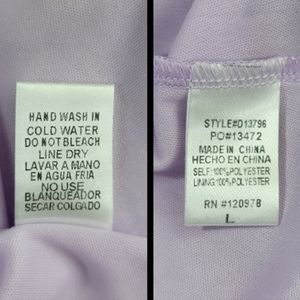 HAND WASH IN
COLD WATER
DO NOT BLEACH
LINE DRY
LAVAR A MANO
EN AGUA FRIA
NO USE
BLANQUEADOR
SECAR COLGADO
STYLE#D13796
PO#13472
MADE IN CHINA
HECHO EN CHINA
SELF:100%POLYESTER
LINING:100%POLYESTER
RN #120978
L